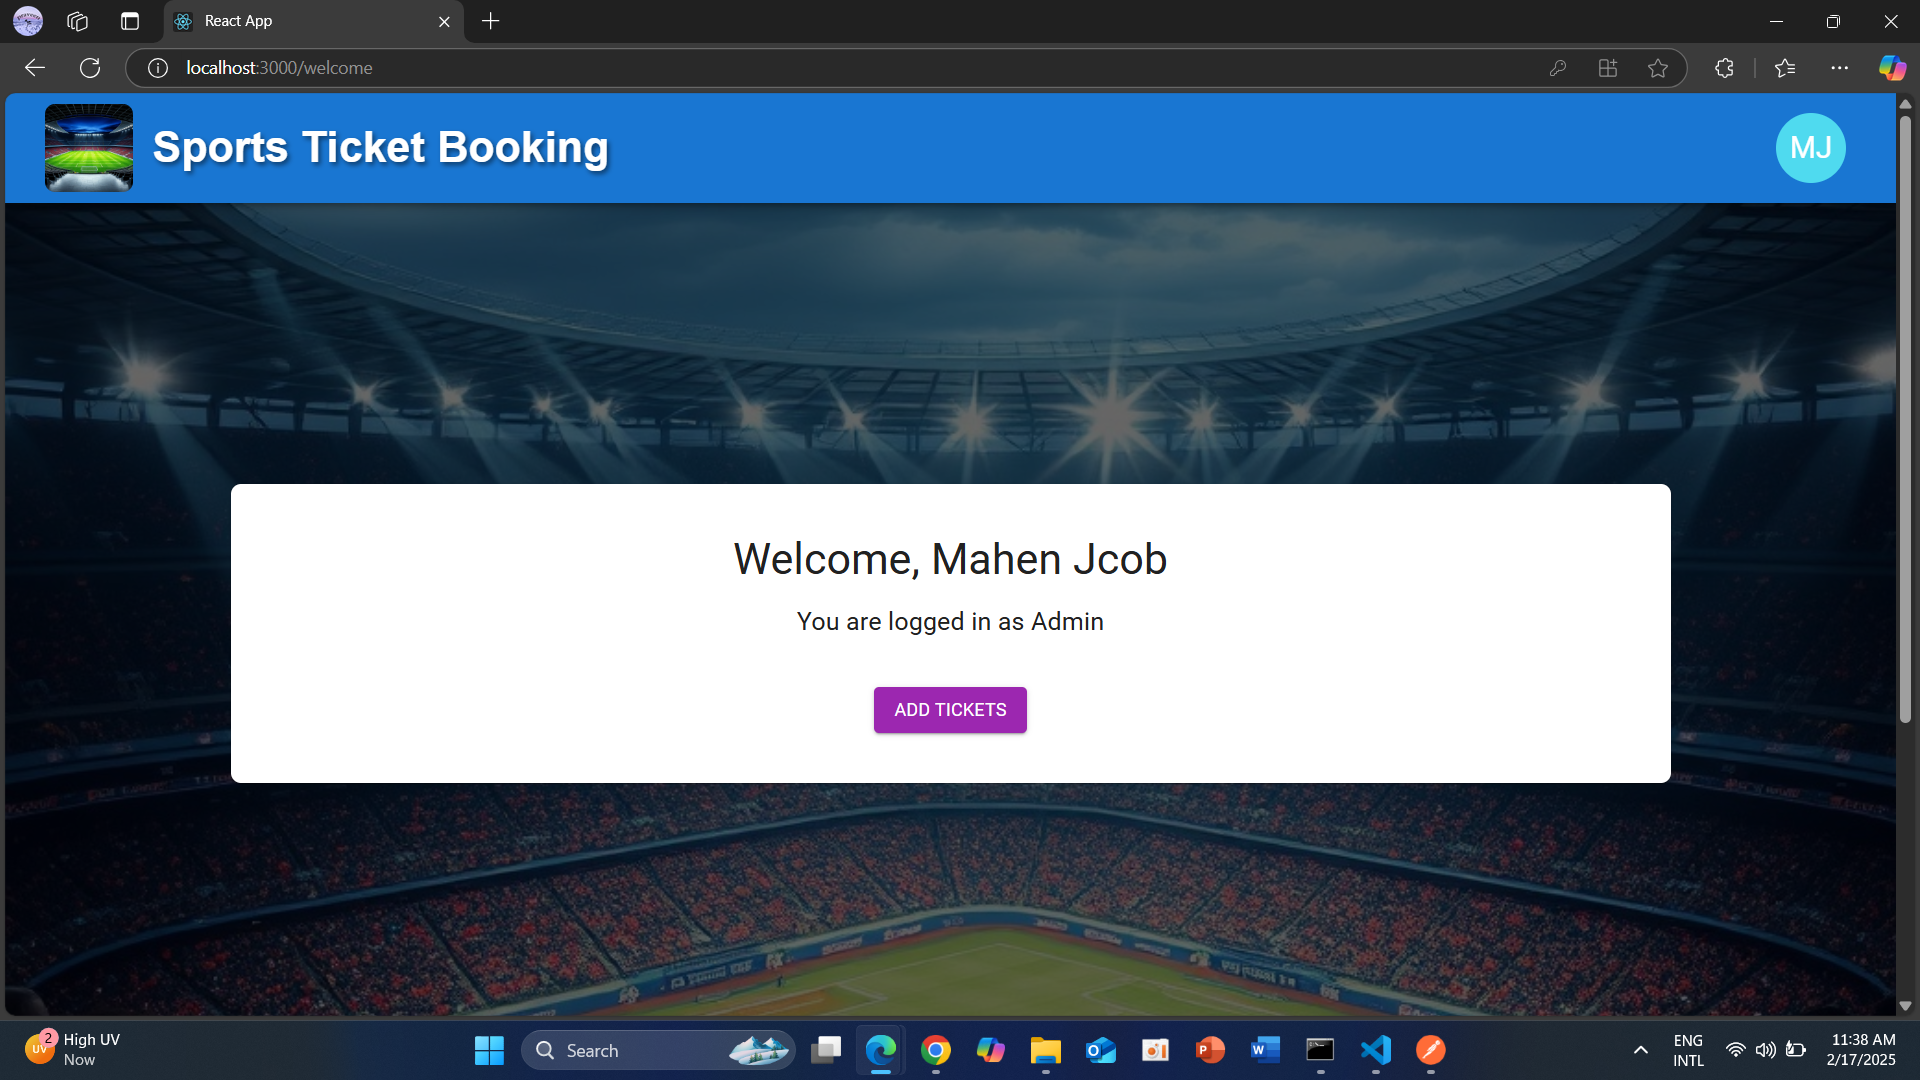 React App
localhost:3000/welcome
Sports Ticket Booking
MJ
Welcome, Mahen Jcob
You are logged in as Admin
ADD TICKETS
2
UV
High UV
Now
Search
ENG
INTL
11:38 AM
2/17/2025